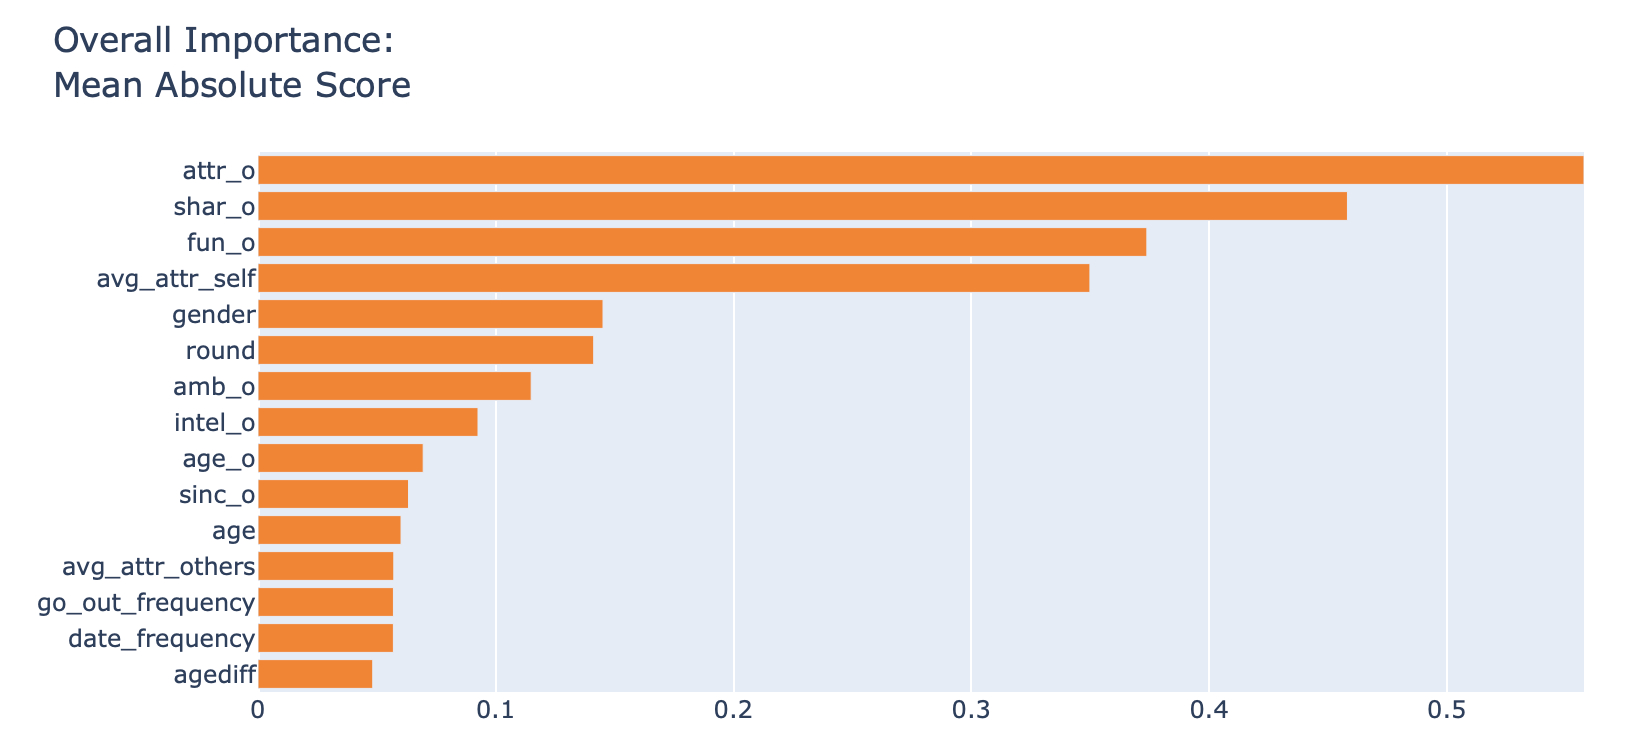 Overall Importance:
Mean Absolute Score
attr_o
shar_o
fun_o
avg_attr_self
gender
round
amb_o
intel_o
age_o
sinc_o
age
avg_attr_others
go_out_frequency
date_frequency
agediff
0 0.1 0.2 0.3 0.4 0.5